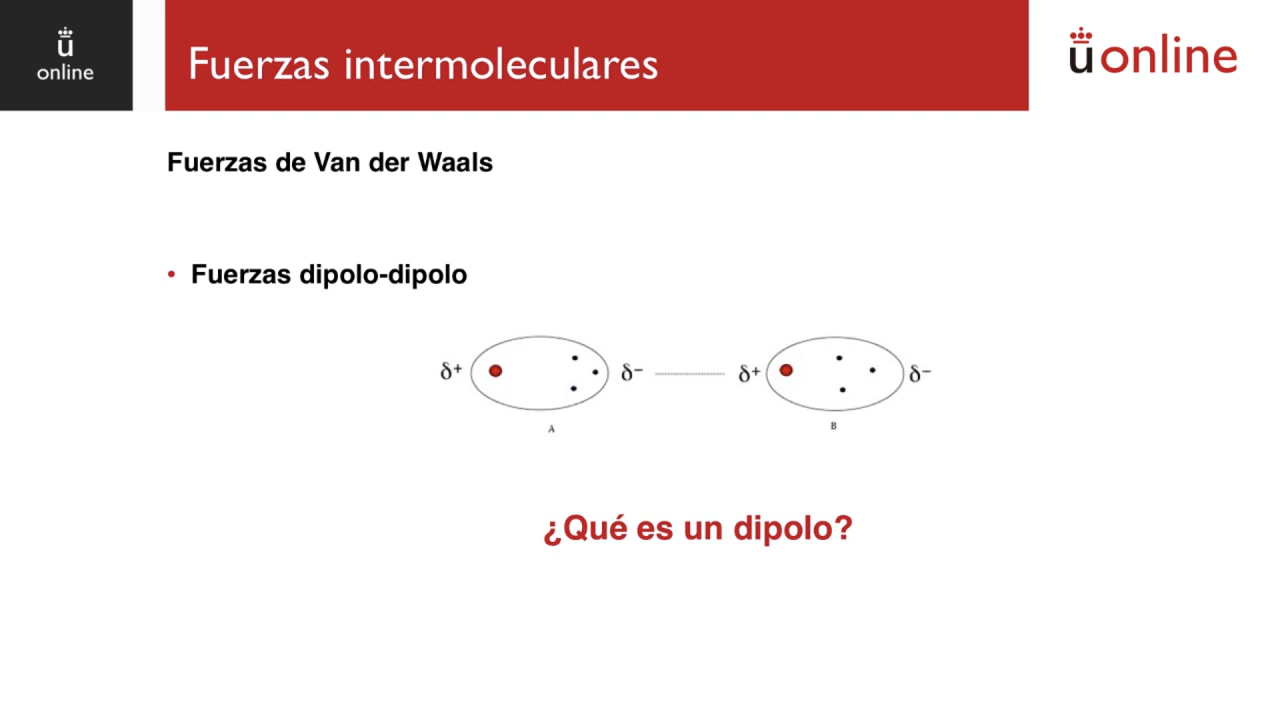 ü
online
Fuerzas intermoleculares
üonline
Fuerzas de Van der Waals
• Fuerzas dipolo-dipolo
δ+ δ− δ+ δ−
A B
¿Qué es un dipolo?